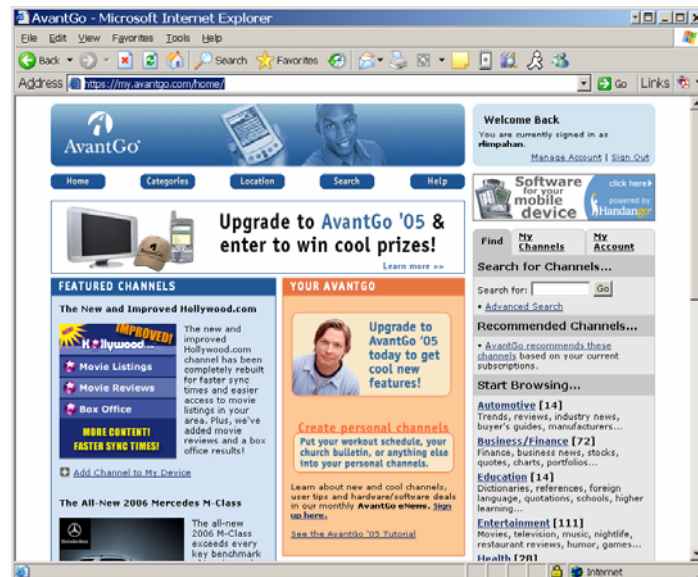 AvantGo - Microsoft Internet Explorer
File Edit View Favorites Tools Help
Back Search Favorites
Address https://my.avantgo.com/home/ Go Links
AvantGo
Welcome Back
You are currently signed in as
rlimpahan.
Manage Account | Sign Out
Home Categories Location Search Help
Software
for your
mobile
device
click here
powered by
Handango
Upgrade to AvantGo '05 &
enter to win cool prizes!
Learn more >>
FEATURED CHANNELS
The New and Improved Hollywood.com
IMPROVED!
Hollywood
Movie Listings
Movie Reviews
Box Office
MORE CONTENT!
FASTER SYNC TIMES!
The new and
improved
Hollywood.com
channel has been
completely rebuilt
for faster sync
times and easier
access to movie
listings in your
area. Plus, we've
added movie
reviews and a box
office results!
Add Channel to My Device
The All-New 2006 Mercedes M-Class
The all-new
2006 M-Class
exceeds every
key benchmark
YOUR AVANTGO
Upgrade to
AvantGo '05
today to get
cool new
features!
Create personal channels
Put your workout schedule, your
church bulletin, or anything else
into your personal channels.
Learn about new and cool channels,
user tips and hardware/software deals
in our monthly AvantGo eNews. Sign
up here.
See the AvantGo '05 Tutorial
Find My Channels My Account
Search for Channels...
Search for: Go
• Advanced Search
Recommended Channels...
• AvantGo recommends these
channels based on your current
subscriptions.
Start Browsing...
Automotive [14]
Trends, reviews, industry news,
buyer's guides, manufacturers...
Business/Finance [72]
Finance, business news, stocks,
quotes, charts, portfolios...
Education [14]
Dictionaries, references, foreign
language, quotations, schools, higher
learning...
Entertainment [111]
Movies, television, music, nightlife,
restaurant reviews, humor, games...
Health [28]
Internet